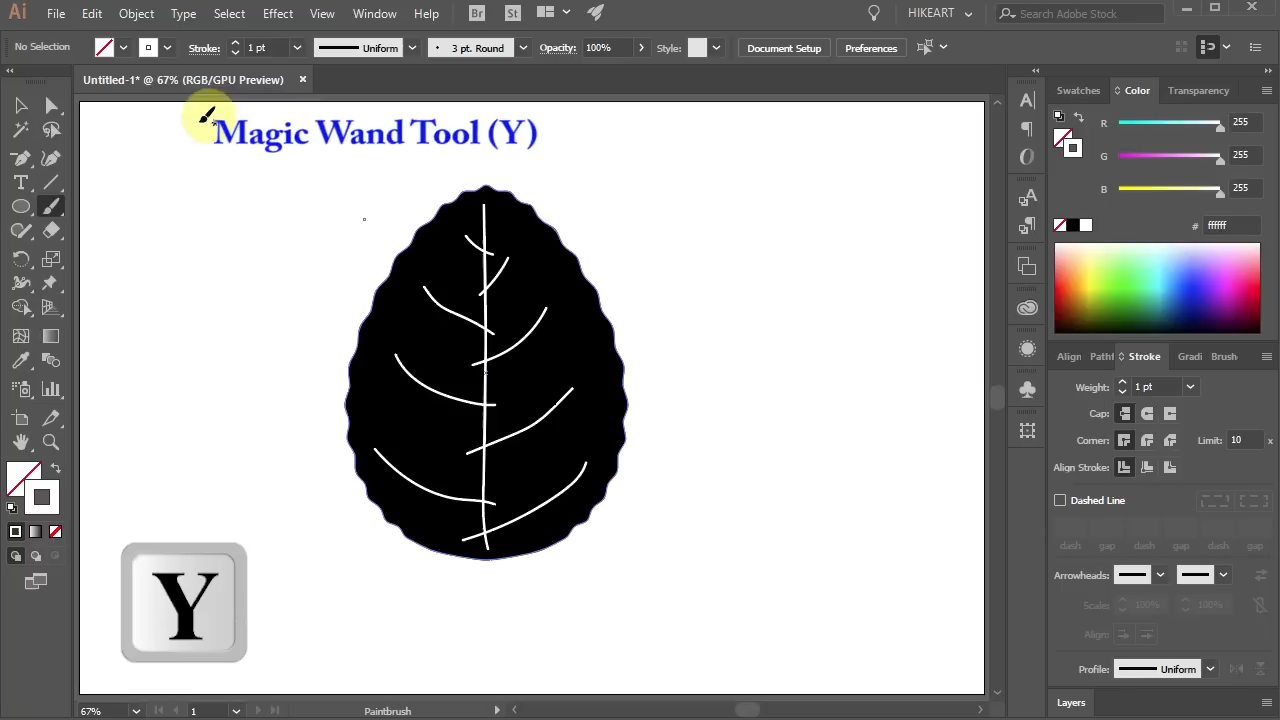 Ai File Edit Object Type Select Effect View Window Help Br St HIKEART Search Adobe Stock
No Selection Stroke: 1 pt Uniform 3 pt. Round Opacity: 100% Style: Document Setup Preferences
Untitled-1* @ 67% (RGB/GPU Preview)
Magic Wand Tool (Y)
Y
67% 1 Paintbrush
Swatches Color Transparency
R 255
G 255
B 255
# ffffff
Align Pathf Stroke Gradi Brush
Weight: 1 pt
Cap:
Corner: Limit: 10 x
Align Stroke:
Dashed Line
dash gap dash gap dash gap
Arrowheads:
Scale: 100% 100%
Align:
Profile: Uniform
Layers